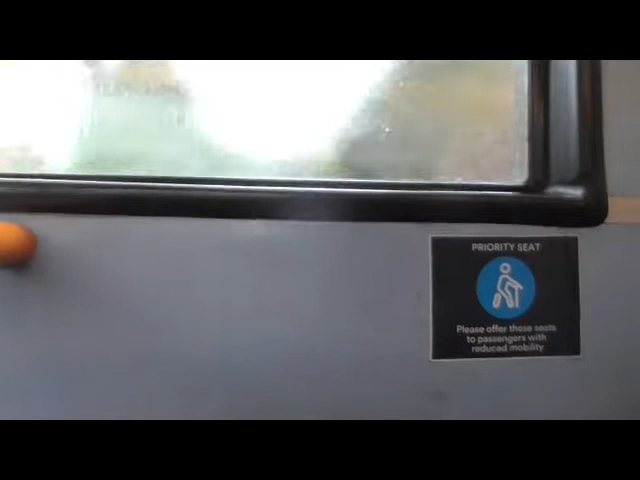 PRIORITY SEAT
Please offer these seats
to passengers with
reduced mobility